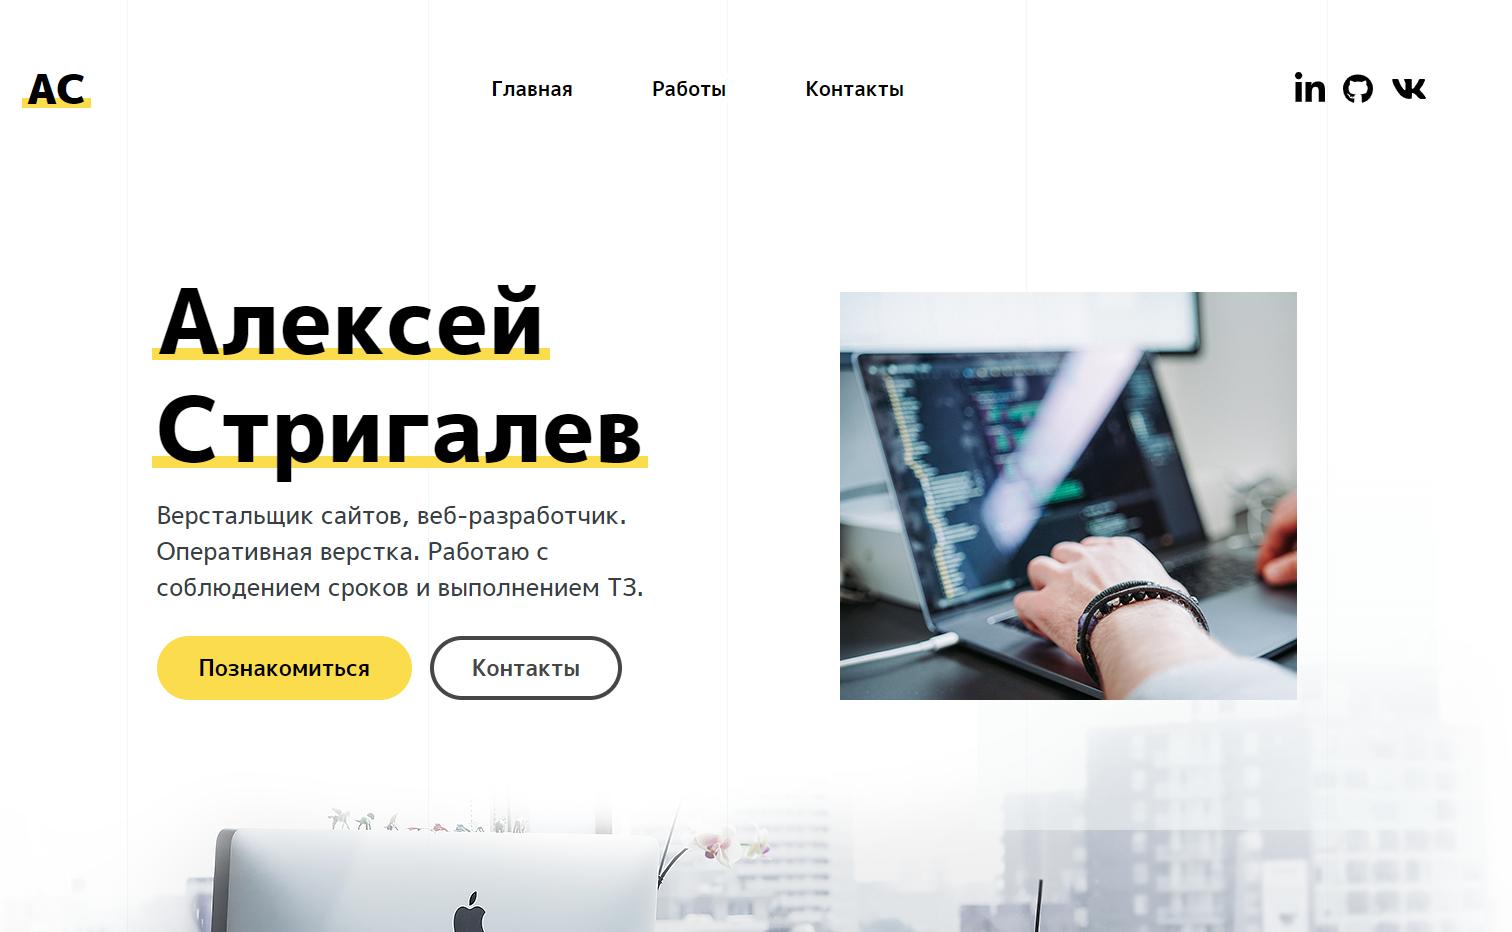 АС
Главная
Работы
Контакты
in
Алексей
Стригалев
Верстальщик сайтов, веб-разработчик.
Оперативная верстка. Работаю с
соблюдением сроков и выполнением ТЗ.
Познакомиться
Контакты